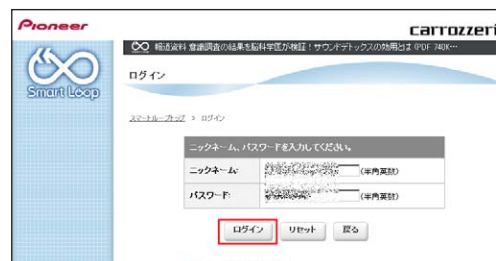 Pioneer
carrozzeri
報道資料 意識調査の結果を脳科学医が検証！サウンドデトックスの効用とは (PDF 740K…
Smart Loop
ログイン
スマートループトップ > ログイン
ニックネーム、パスワードを入力してください。
ニックネーム: (半角英数)
パスワード: (半角英数)
ログイン リセット 戻る